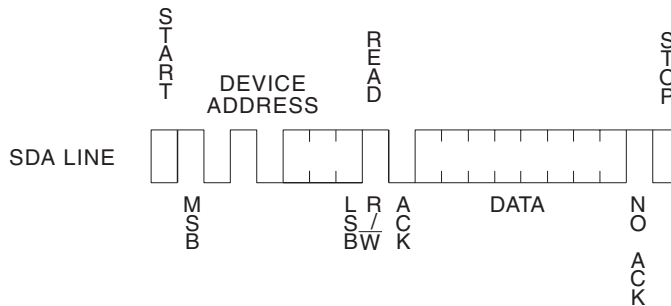 START
READ
STOP
DEVICE
ADDRESS
SDA LINE
MSB
LSB
R/W
ACK
DATA
NO ACK